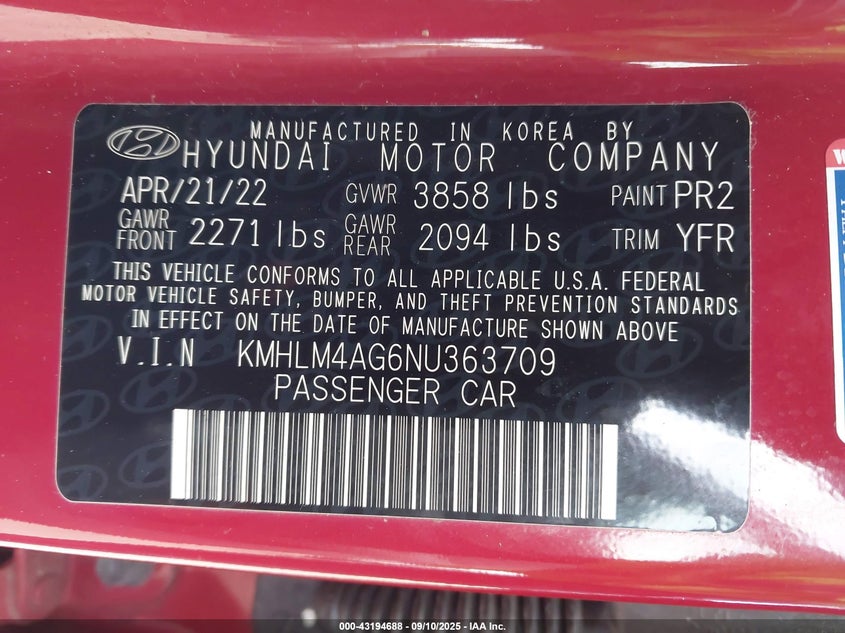 MANUFACTURED IN KOREA BY
HYUNDAI MOTOR COMPANY
APR/21/22 GVWR 3858 lbs PAINT PR2
GAWR FRONT 2271 lbs GAWR REAR 2094 lbs TRIM YFR
THIS VEHICLE CONFORMS TO ALL APPLICABLE U.S.A. FEDERAL
MOTOR VEHICLE SAFETY, BUMPER, AND THEFT PREVENTION STANDARDS
IN EFFECT ON THE DATE OF MANUFACTURE SHOWN ABOVE
V.I.N KMHLM4AG6NU363709
PASSENGER CAR
000-43194688 - 09/10/2025 - IAA Inc.